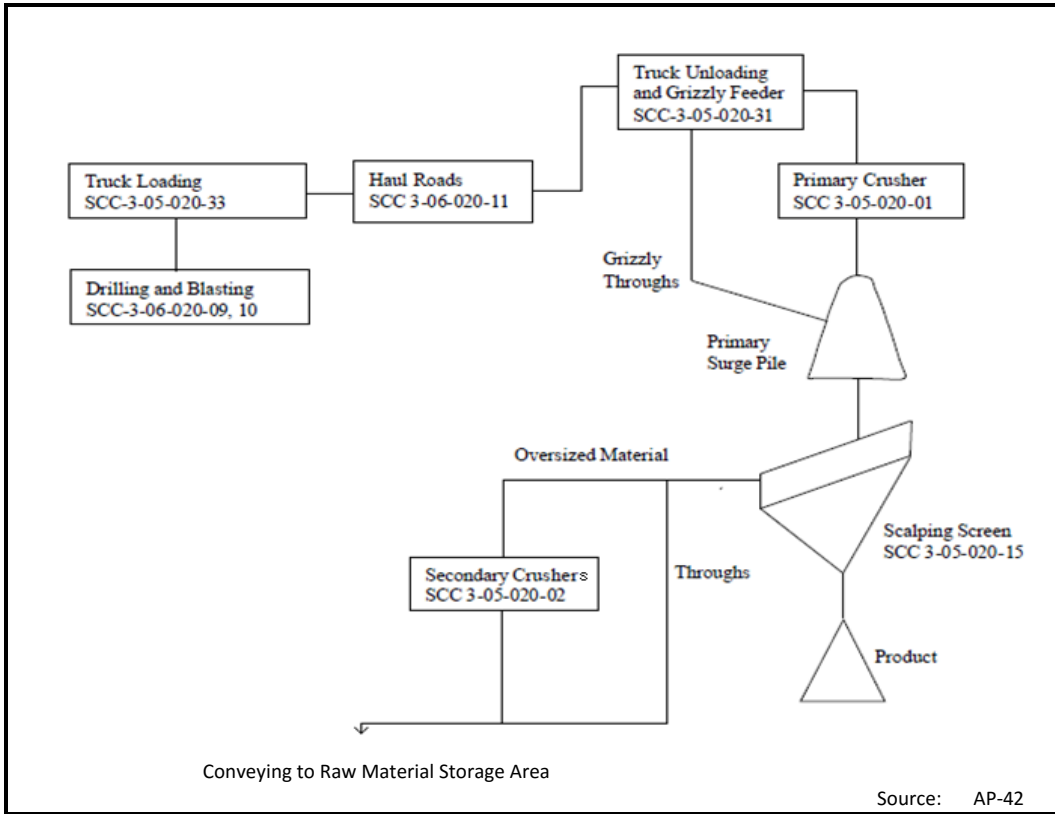 Truck Unloading
and Grizzly Feeder
SCC-3-05-020-31
Truck Loading
SCC-3-05-020-33
Haul Roads
SCC 3-06-020-11
Primary Crusher
SCC 3-05-020-01
Drilling and Blasting
SCC-3-06-020-09, 10
Grizzly
Throughs
Primary
Surge Pile
Oversized Material
Scalping Screen
SCC 3-05-020-15
Secondary Crushers
SCC 3-05-020-02
Throughs
Product
Conveying to Raw Material Storage Area
Source: AP-42